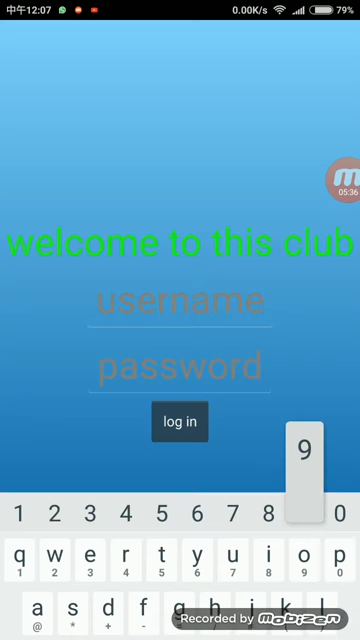 中午12:07 0.00K/s 79%
05:36
welcome to this club
username
password
log in
9
1 2 3 4 5 6 7 8 0
q w e r t y u i o p
1 2 3 4 5 6 7 8 9 0
a s d f g h j k l
@ * + -
Recorded by Mobizen